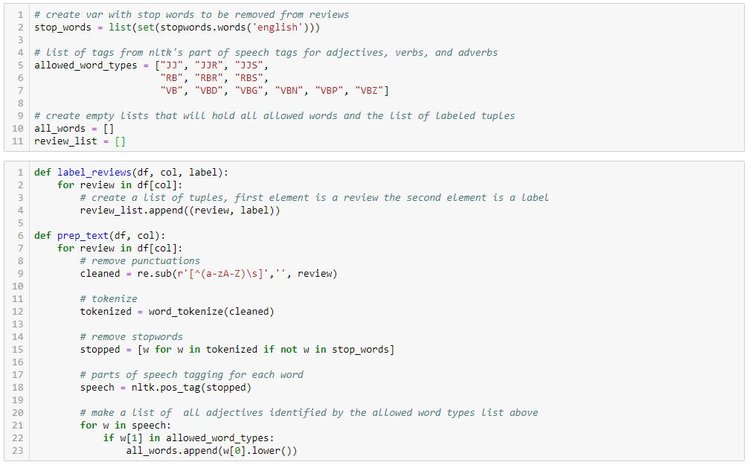 1 # create var with stop words to be removed from reviews
2 stop_words = list(set(stopwords.words('english')))
3
4 # list of tags from nltk's part of speech tags for adjectives, verbs, and adverbs
5 allowed_word_types = ["JJ", "JJR", "JJS",
6                       "RB", "RBR", "RBS",
7                       "VB", "VBD", "VBG", "VBN", "VBP", "VBZ"]
8
9 # create empty lists that will hold all allowed words and the list of labeled tuples
10 all_words = []
11 review_list = []
1 def label_reviews(df, col, label):
2     for review in df[col]:
3         # create a list of tuples, first element is a review the second element is a label
4         review_list.append((review, label))
5
6 def prep_text(df, col):
7     for review in df[col]:
8         # remove punctuations
9         cleaned = re.sub(r'[^(a-zA-Z)\s]','', review)
10
11         # tokenize
12         tokenized = word_tokenize(cleaned)
13
14         # remove stopwords
15         stopped = [w for w in tokenized if not w in stop_words]
16
17         # parts of speech tagging for each word
18         speech = nltk.pos_tag(stopped)
19
20         # make a list of  all adjectives identified by the allowed word types list above
21         for w in speech:
22             if w[1] in allowed_word_types:
23                 all_words.append(w[0].lower())